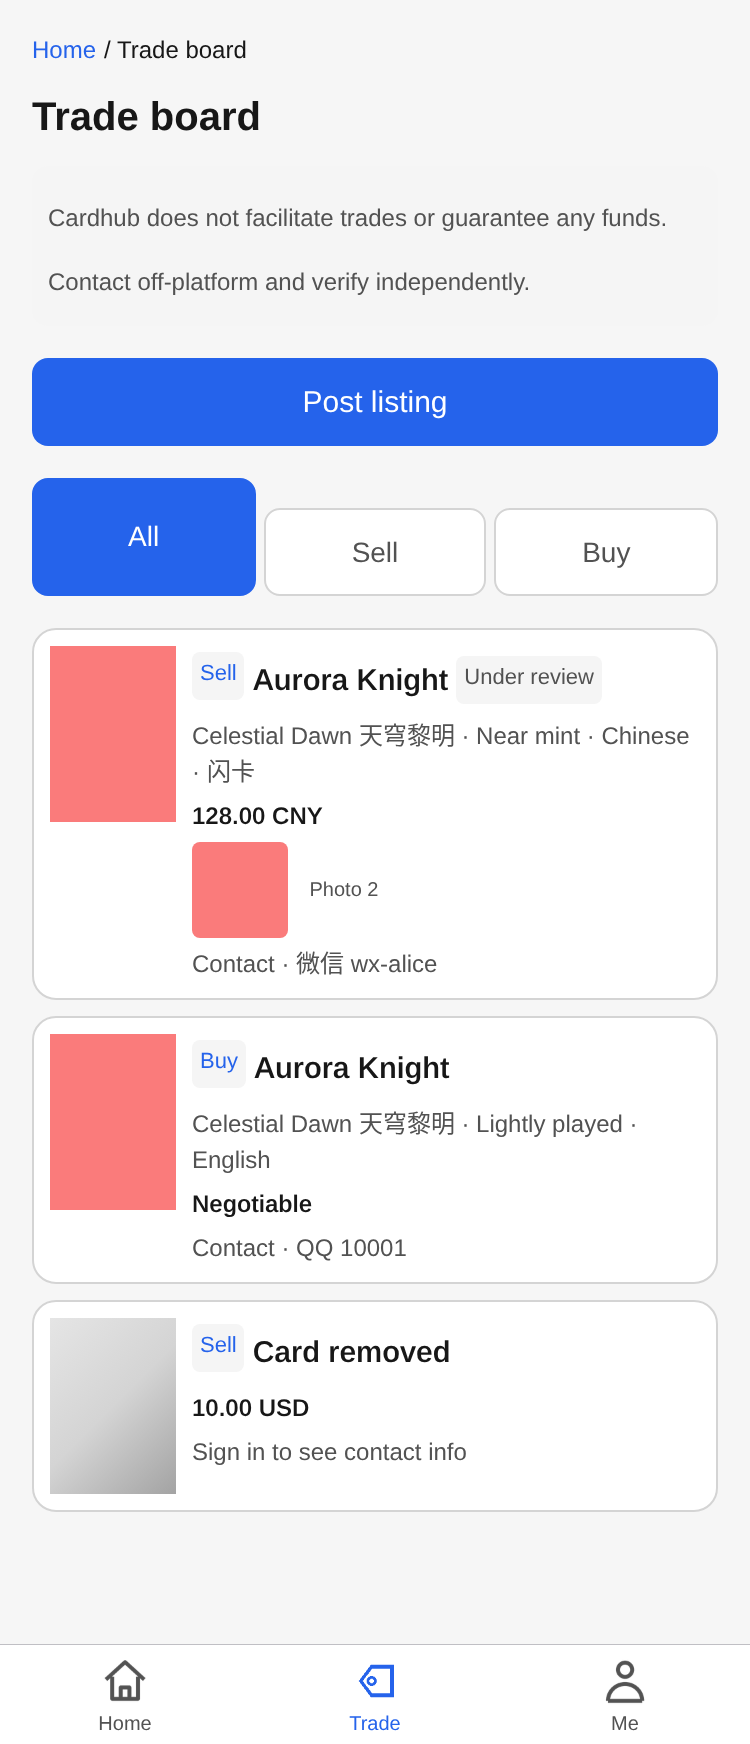 Home / Trade board
Trade board
Cardhub does not facilitate trades or guarantee any funds.
Contact off-platform and verify independently.
Post listing
All
Sell
Buy
Sell Aurora Knight Under review
Celestial Dawn 天穹黎明 · Near mint · Chinese
· 闪卡
128.00 CNY
Photo 2
Contact · 微信 wx-alice
Buy Aurora Knight
Celestial Dawn 天穹黎明 · Lightly played ·
English
Negotiable
Contact · QQ 10001
Sell Card removed
10.00 USD
Sign in to see contact info
Home
Trade
Me